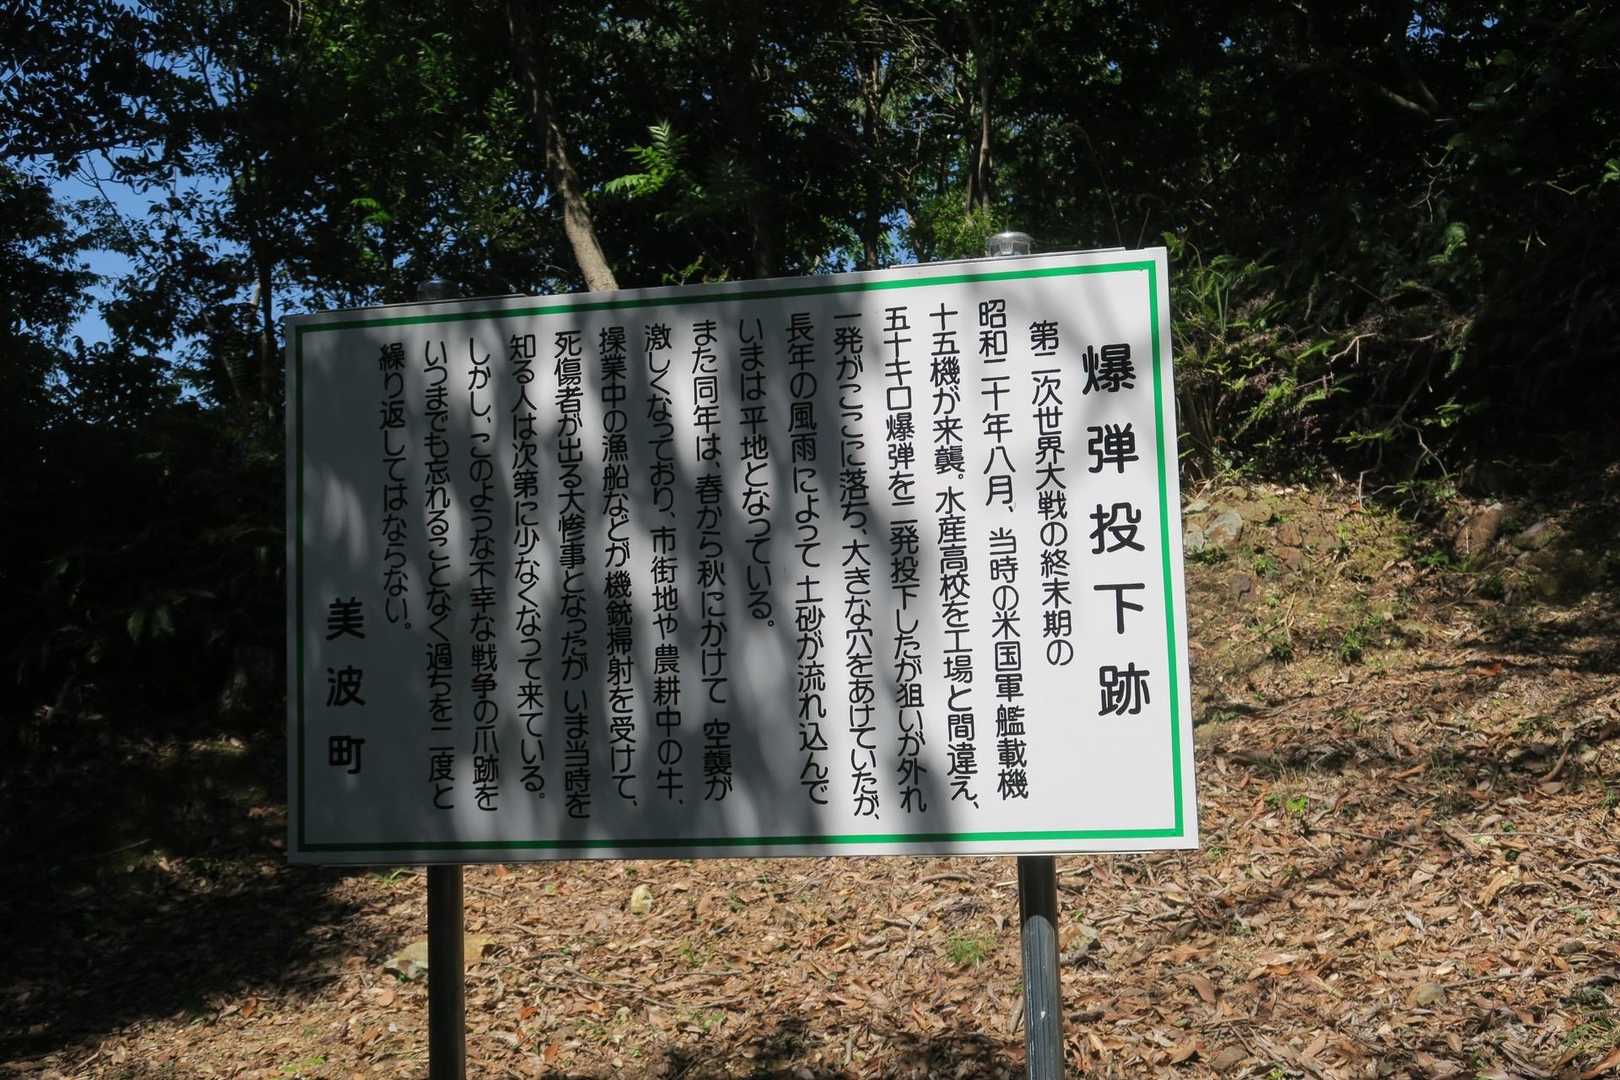 爆弾投下跡
第二次世界大戦の終末期の
昭和二十年八月、当時の米国軍艦載機
十五機が来襲。水産高校を工場と間違え、
五十キロ爆弾を二発投下したが狙いが外れ
一発がここに落ち、大きな穴をあけていたが、
長年の風雨によって 土砂が流れ込んで
いまは平地となっている。
また同年は、春から秋にかけて 空襲が
激しくなっており、市街地や農耕中の牛、
操業中の漁船などが機銃掃射を受けて、
死傷者が出る大惨事となったが いま当時を
知る人は次第に少なくなって来ている。
しかし、このような不幸な戦争の爪跡を
いつまでも忘れることなく過ちを二度と
繰り返してはならない。
美波町